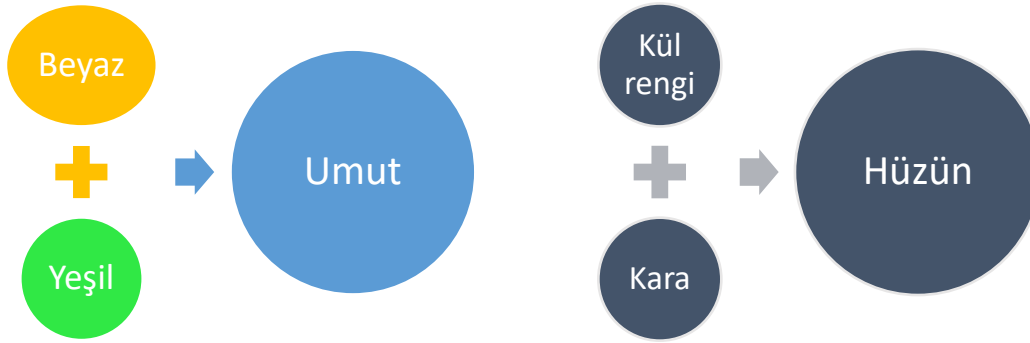 Beyaz
Yeşil
Umut
Kül
rengi
Kara
Hüzün